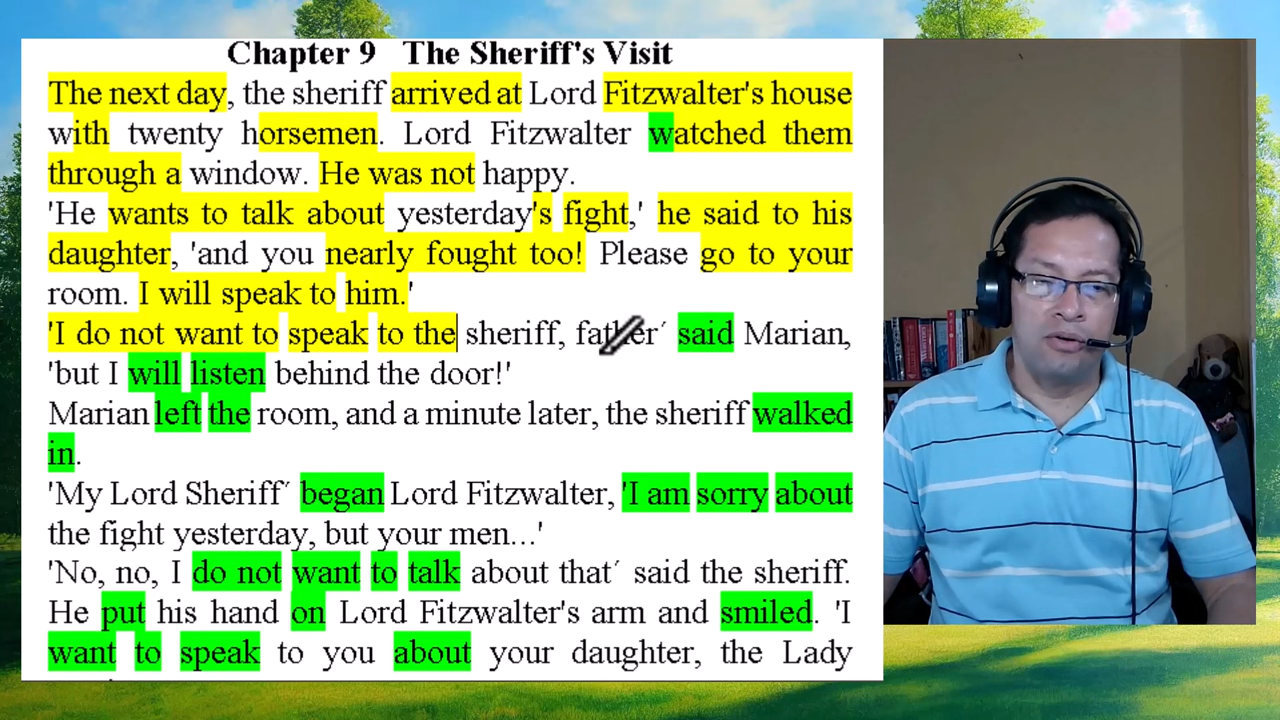 Chapter 9 The Sheriff's Visit
The next day, the sheriff arrived at Lord Fitzwalter's house
with twenty horsemen. Lord Fitzwalter watched them
through a window. He was not happy.
'He wants to talk about yesterday's fight,' he said to his
daughter, 'and you nearly fought too! Please go to your
room. I will speak to him.'
'I do not want to speak to the sheriff, father´ said Marian,
'but I will listen behind the door!'
Marian left the room, and a minute later, the sheriff walked
in.
'My Lord Sheriff´ began Lord Fitzwalter, 'I am sorry about
the fight yesterday, but your men...'
'No, no, I do not want to talk about that´ said the sheriff.
He put his hand on Lord Fitzwalter's arm and smiled. 'I
want to speak to you about your daughter, the Lady